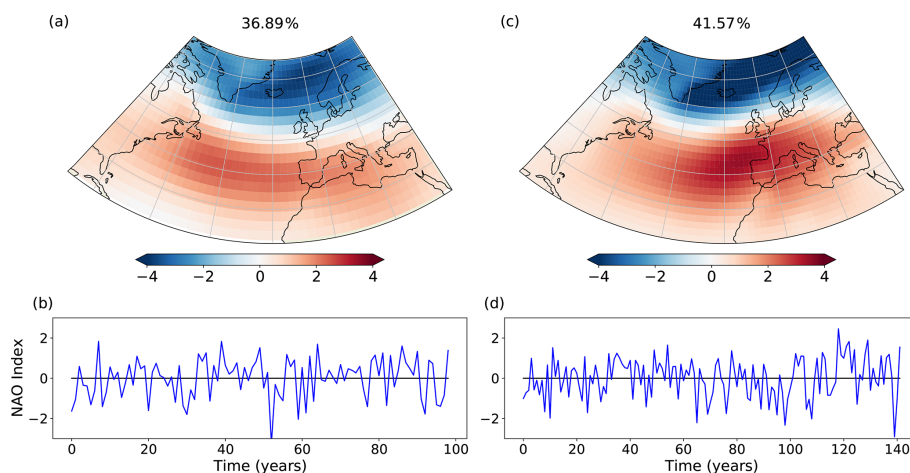 (a) 36.89%
(c) 41.57%
−4 −2 0 2 4
−4 −2 0 2 4
(b)
(d)
NAO Index
2
0
−2
0 20 40 60 80 100
Time (years)
2
0
−2
0 20 40 60 80 100 120 140
Time (years)